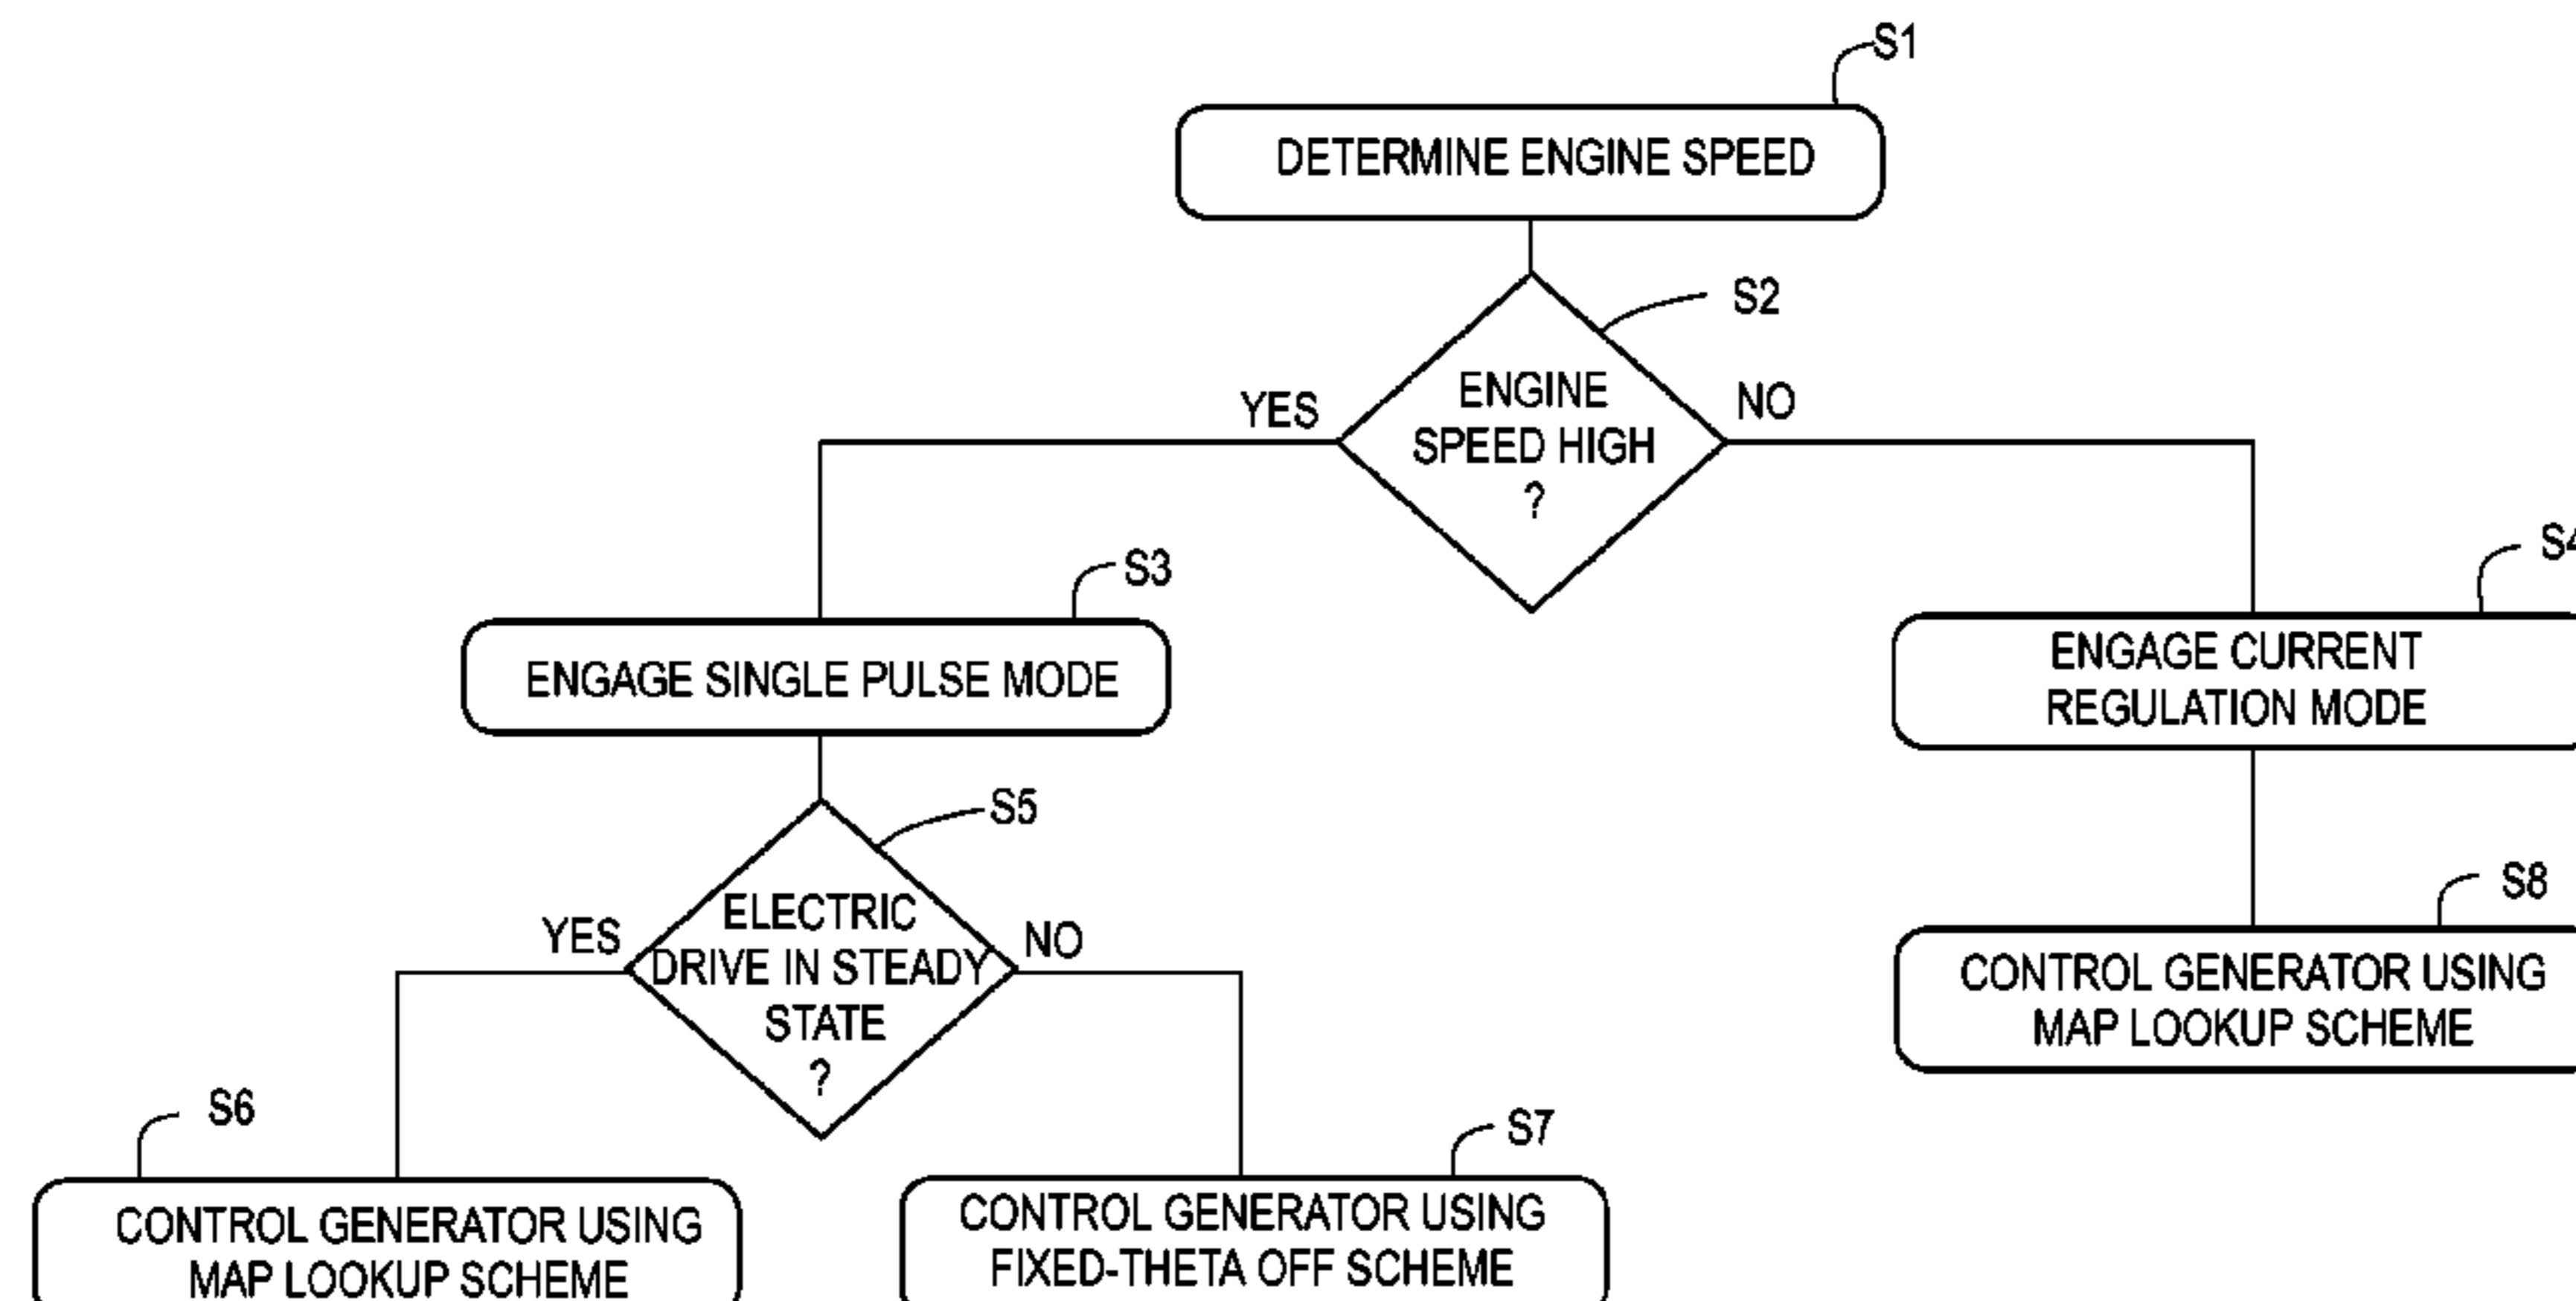 S1
DETERMINE ENGINE SPEED
S2
ENGINE
SPEED HIGH
?
YES
NO
S3
ENGAGE SINGLE PULSE MODE
S4
ENGAGE CURRENT
REGULATION MODE
S5
ELECTRIC
DRIVE IN STEADY
STATE
?
YES
NO
S8
CONTROL GENERATOR USING
MAP LOOKUP SCHEME
S6
CONTROL GENERATOR USING
MAP LOOKUP SCHEME
S7
CONTROL GENERATOR USING
FIXED-THETA OFF SCHEME